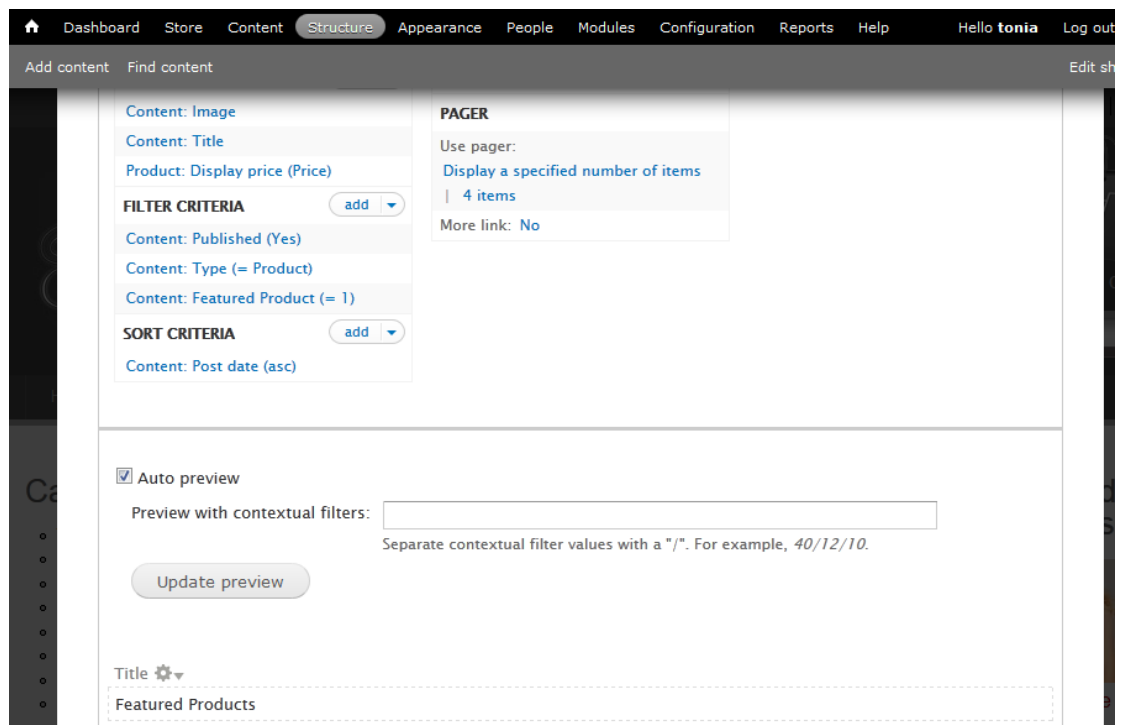 Dashboard Store Content Structure Appearance People Modules Configuration Reports Help Hello tonia Log out
Add content Find content Edit sh
Content: Image
Content: Title
Product: Display price (Price)
FILTER CRITERIA add
Content: Published (Yes)
Content: Type (= Product)
Content: Featured Product (= 1)
SORT CRITERIA add
Content: Post date (asc)
PAGER
Use pager:
Display a specified number of items
| 4 items
More link: No
Ca
Auto preview
Preview with contextual filters:
Separate contextual filter values with a "/". For example, 40/12/10.
Update preview
Title
Featured Products